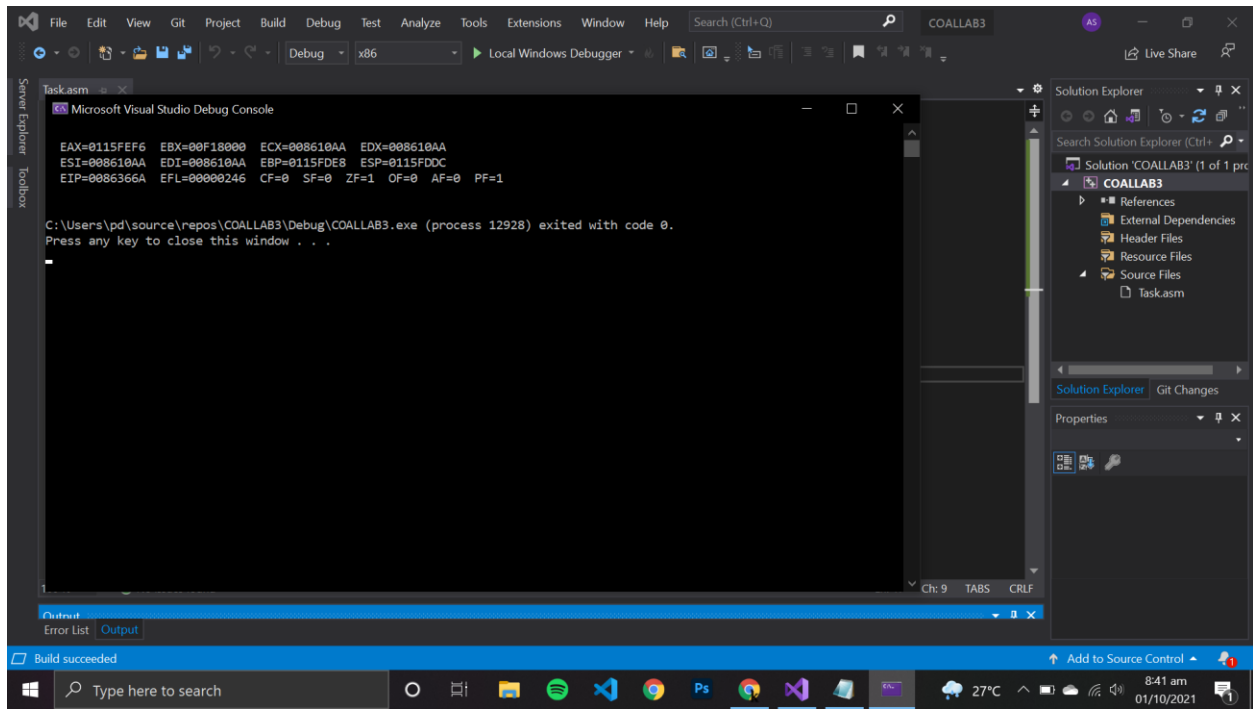 File Edit View Git Project Build Debug Test Analyze Tools Extensions Window Help Search (Ctrl+Q) COALLAB3 AS
Debug x86 Local Windows Debugger Live Share
Server Explorer
Toolbox
Task.asm
Microsoft Visual Studio Debug Console
EAX=0115FEF6 EBX=00F18000 ECX=008610AA EDX=008610AA
ESI=008610AA EDI=008610AA EBP=0115FDE8 ESP=0115FDDC
EIP=0086366A EFL=00000246 CF=0 SF=0 ZF=1 OF=0 AF=0 PF=1
C:\Users\pd\source\repos\COALLAB3\Debug\COALLAB3.exe (process 12928) exited with code 0.
Press any key to close this window . . .
Solution Explorer
Search Solution Explorer (Ctrl+
Solution 'COALLAB3' (1 of 1 pro
COALLAB3
References
External Dependencies
Header Files
Resource Files
Source Files
Task.asm
Solution Explorer Git Changes
Properties
Ch: 9 TABS CRLF
Output
Error List Output
Build succeeded
Add to Source Control 1
Type here to search
Ps
27°C
8:41 am
01/10/2021
1